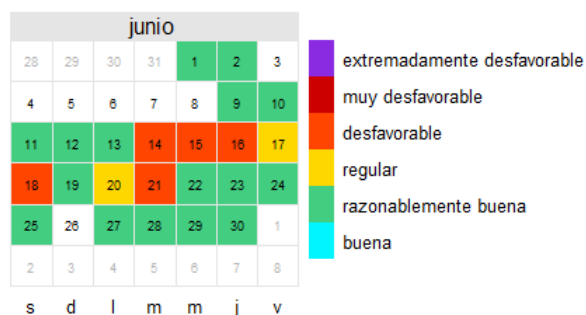 junio
28 29 30 31 1 2 3
4 5 6 7 8 9 10
11 12 13 14 15 16 17
18 19 20 21 22 23 24
25 26 27 28 29 30 1
2 3 4 5 6 7 8
s d l m m j v
extremadamente desfavorable
muy desfavorable
desfavorable
regular
razonablemente buena
buena